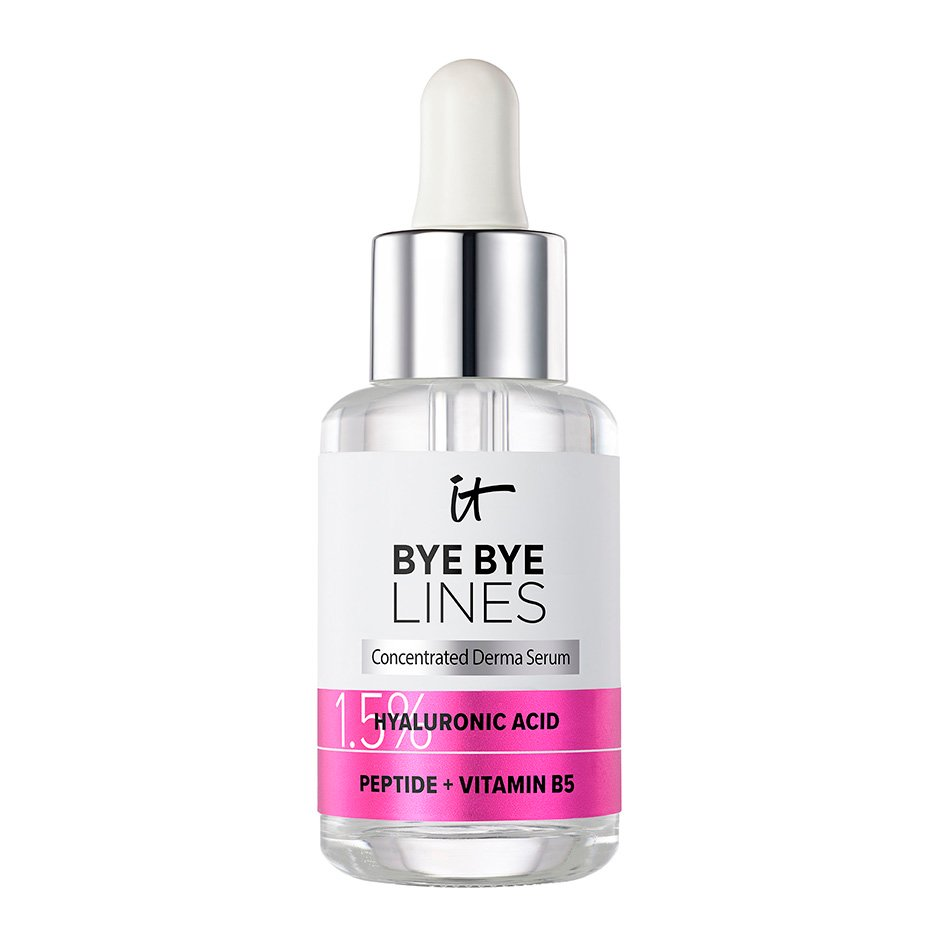 it
BYE BYE
LINES
Concentrated Derma Serum
1.5%
HYALURONIC ACID
PEPTIDE + VITAMIN B5